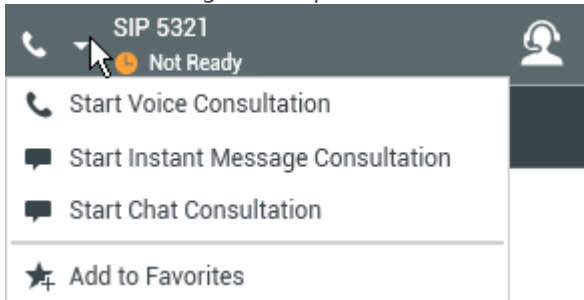 SIP 5321
Not Ready
Start Voice Consultation
Start Instant Message Consultation
Start Chat Consultation
Add to Favorites